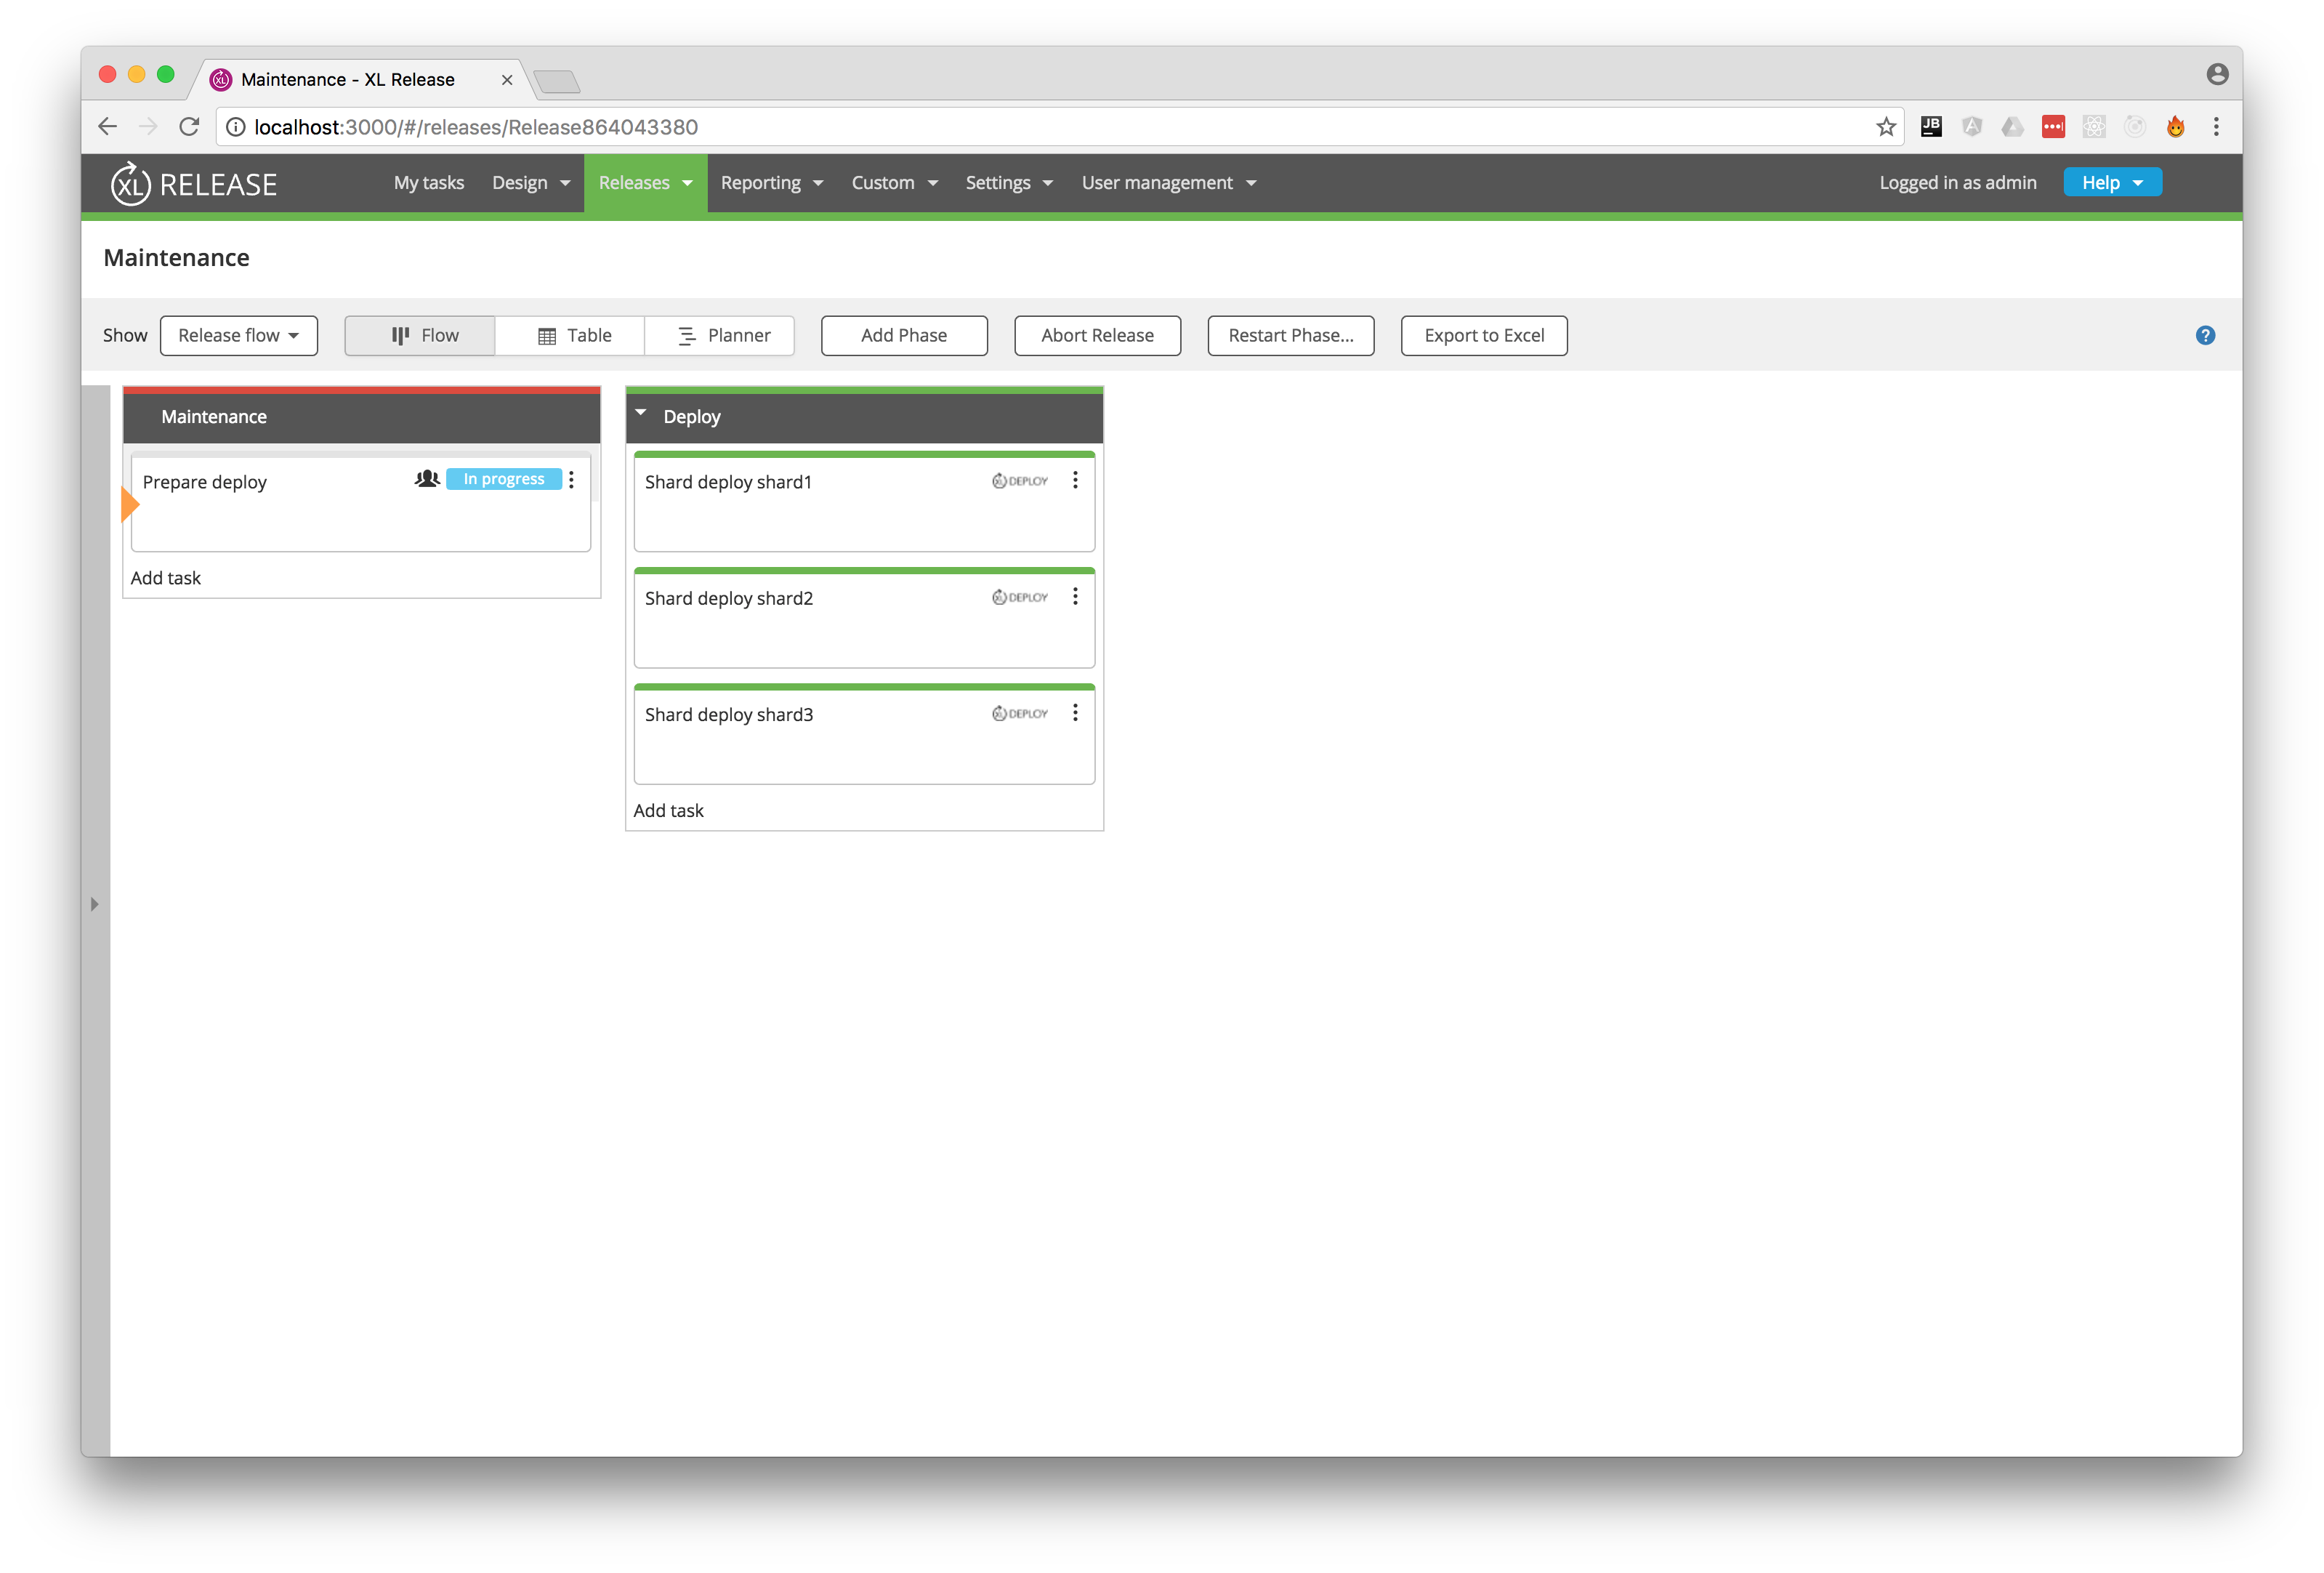 Maintenance - XL Release
localhost:3000/#/releases/Release864043380
JB
XL RELEASE
My tasks Design Releases Reporting Custom Settings User management Logged in as admin Help
Maintenance
Show Release flow Flow Table Planner Add Phase Abort Release Restart Phase... Export to Excel ?
Maintenance
Prepare deploy In progress
Add task
Deploy
Shard deploy shard1 XL DEPLOY
Shard deploy shard2 XL DEPLOY
Shard deploy shard3 XL DEPLOY
Add task